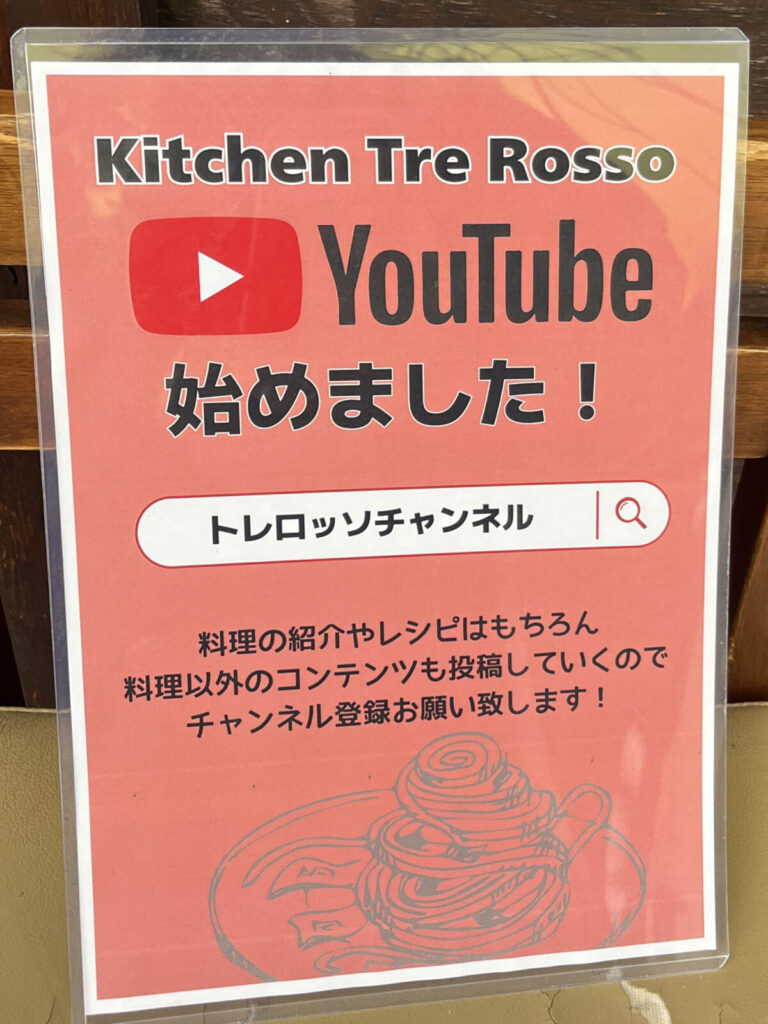 Kitchen Tre Rosso
YouTube
始めました！
トレロッソチャンネル
料理の紹介やレシピはもちろん
料理以外のコンテンツも投稿していくので
チャンネル登録お願い致します！